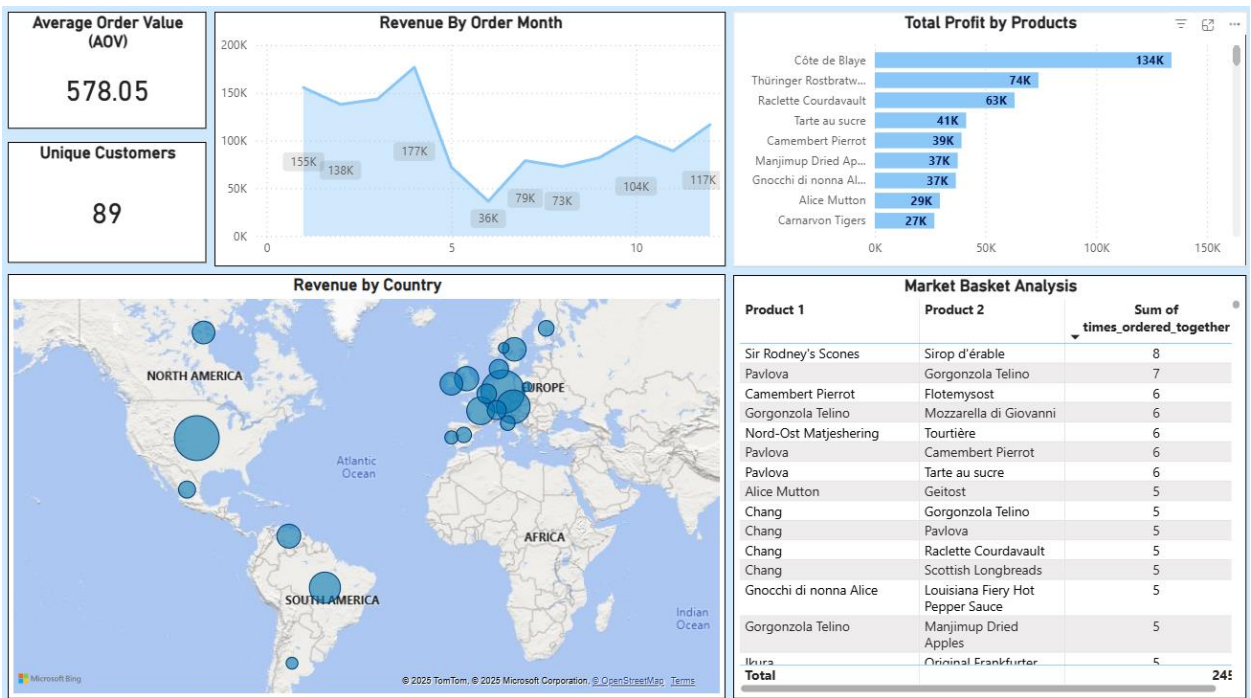 Average Order Value
(AOV)
578.05
Unique Customers
89
Revenue By Order Month
200K
150K
100K
50K
0K
155K
138K
177K
36K
79K
73K
104K
117K
0
5
10
Total Profit by Products
Côte de Blaye
134K
Thüringer Rostbratw...
74K
Raclette Courdavault
63K
Tarte au sucre
41K
Camembert Pierrot
39K
Manjimup Dried Ap...
37K
Gnocchi di nonna Al...
37K
Alice Mutton
29K
Carnarvon Tigers
27K
0K
50K
100K
150K
Revenue by Country
NORTH AMERICA
EUROPE
Atlantic
Ocean
AFRICA
SOUTH AMERICA
Indian
Ocean
Microsoft Bing
© 2025 TomTom, © 2025 Microsoft Corporation, © OpenStreetMap Terms
Market Basket Analysis
Product 1 Product 2 Sum of
times_ordered_together
Sir Rodney's Scones Sirop d'érable 8
Pavlova Gorgonzola Telino 7
Camembert Pierrot Flotemysost 6
Gorgonzola Telino Mozzarella di Giovanni 6
Nord-Ost Matjeshering Tourtière 6
Pavlova Camembert Pierrot 6
Pavlova Tarte au sucre 6
Alice Mutton Geitost 5
Chang Gorgonzola Telino 5
Chang Pavlova 5
Chang Raclette Courdavault 5
Chang Scottish Longbreads 5
Gnocchi di nonna Alice Louisiana Fiery Hot 5
Pepper Sauce
Gorgonzola Telino Manjimup Dried 5
Apples
Ikura Original Frankfurter 5
Total 245